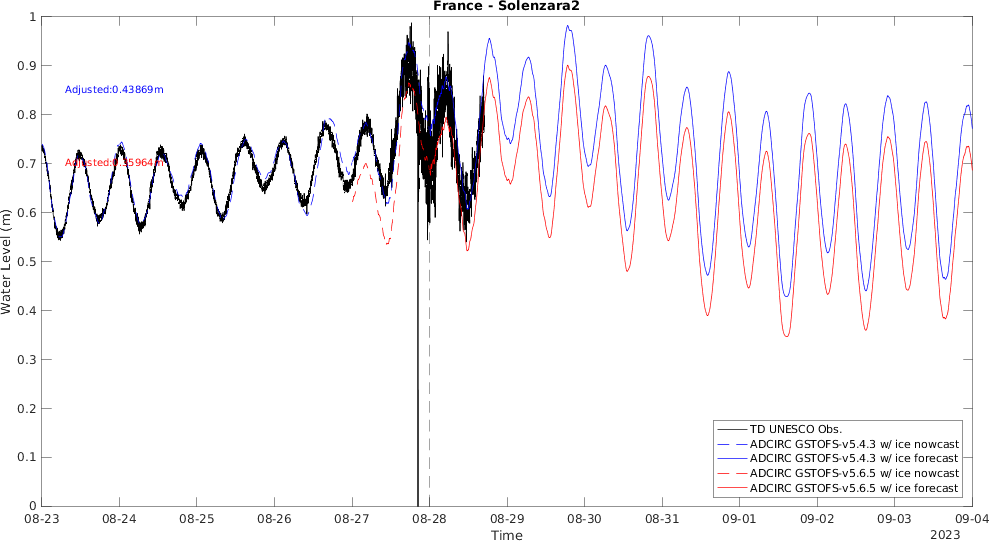 France - Solenzara2
Adjusted:0.43869m
Water Level (m)
1
0.9
0.8
0.7
0.6
0.5
0.4
0.3
0.2
0.1
0
TD UNESCO Obs.
ADCIRC GSTOFS-v5.4.3 w/ ice nowcast
ADCIRC GSTOFS-v5.4.3 w/ ice forecast
ADCIRC GSTOFS-v5.6.5 w/ ice nowcast
ADCIRC GSTOFS-v5.6.5 w/ ice forecast
08-23 08-24 08-25 08-26 08-27 08-28 08-29 08-30 08-31 09-01 09-02 09-03 09-04
Time
2023